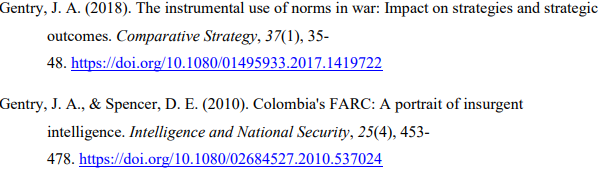 Gentry, J. A. (2018). The instrumental use of norms in war: Impact on strategies and strategic
outcomes. Comparative Strategy, 37(1), 35-
48. https://doi.org/10.1080/01495933.2017.1419722
Gentry, J. A., & Spencer, D. E. (2010). Colombia's FARC: A portrait of insurgent
intelligence. Intelligence and National Security, 25(4), 453-
478. https://doi.org/10.1080/02684527.2010.537024